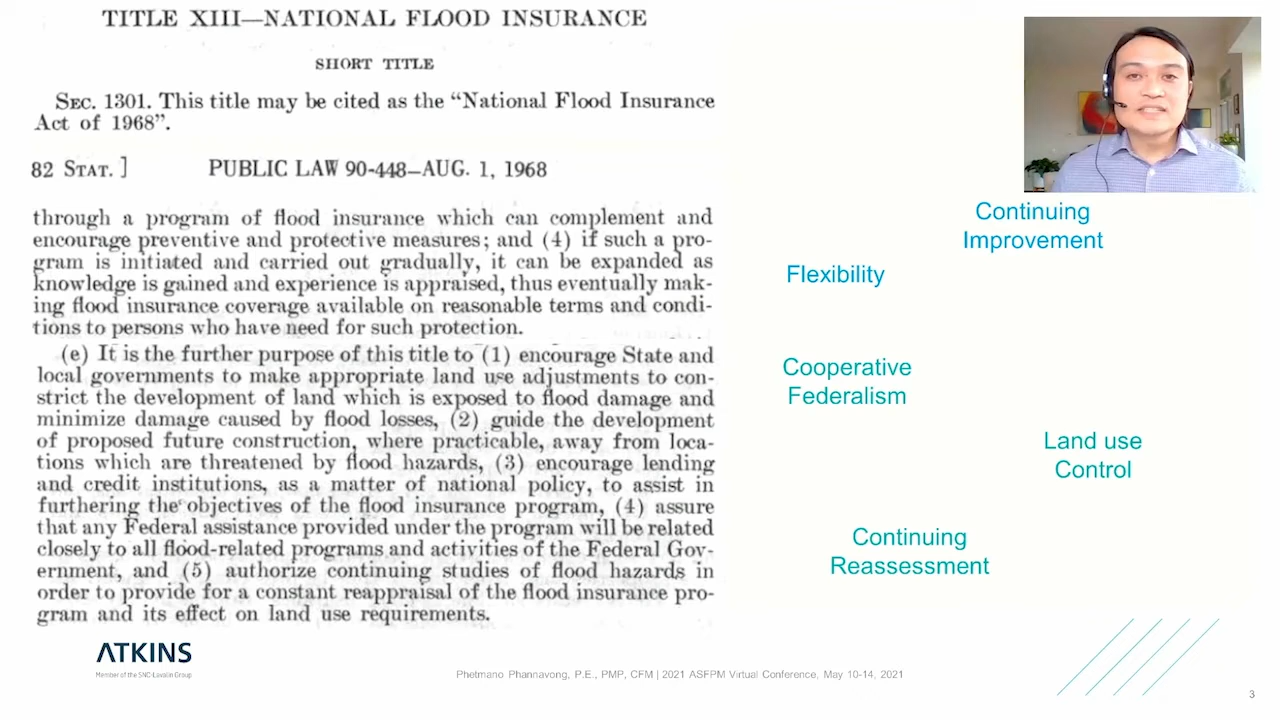 TITLE XIII—NATIONAL FLOOD INSURANCE
SHORT TITLE
SEC. 1301. This title may be cited as the “National Flood Insurance
Act of 1968”.
82 STAT. ]
PUBLIC LAW 90-448–AUG. 1, 1968
through a program of flood insurance which can complement and
encourage preventive and protective measures; and (4) if such a pro-
gram is initiated and carried out gradually, it can be expanded as
knowledge is gained and experience is appraised, thus eventually mak-
ing flood insurance coverage available on reasonable terms and condi-
tions to persons who have need for such protection.
(e) It is the further purpose of this title to (1) encourage State and
local governments to make appropriate land use adjustments to con-
strict the development of land which is exposed to flood damage and
minimize damage caused by flood losses, (2) guide the development
of proposed future construction, where practicable, away from loca-
tions which are threatened by flood hazards, (3) encourage lending
and credit institutions, as a matter of national policy, to assist in
furthering the objectives of the flood insurance program, (4) assure
that any Federal assistance provided under the program will be related
closely to all flood-related programs and activities of the Federal Gov-
ernment, and (5) authorize continuing studies of flood hazards in
order to provide for a constant reappraisal of the flood insurance pro-
gram and its effect on land use requirements.
Continuing
Improvement
Flexibility
Cooperative
Federalism
Land use
Control
Continuing
Reassessment
ATKINS
Member of the SNC-Lavalin Group
Phetmano Phannavong, P.E., PMP, CFM | 2021 ASFPM Virtual Conference, May 10-14, 2021
3